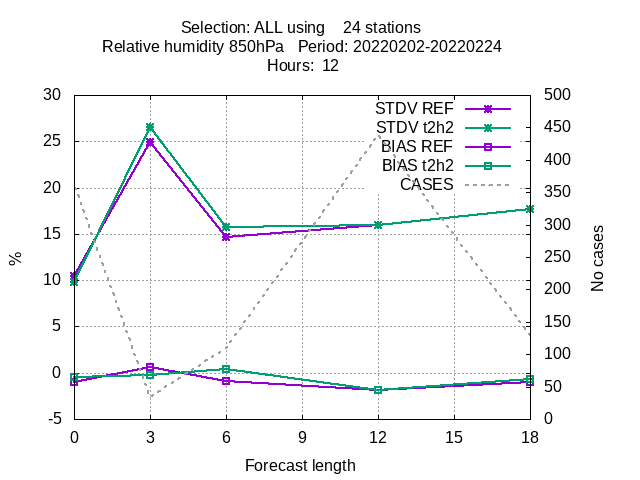 Selection: ALL using    24 stations
Relative humidity 850hPa   Period: 20220202-20220224
Hours:  12
STDV REF
STDV t2h2
BIAS REF
BIAS t2h2
CASES
30
25
20
15
10
5
0
-5
%
500
450
400
350
300
250
200
150
100
50
0
No cases
0 3 6 9 12 15 18
Forecast length